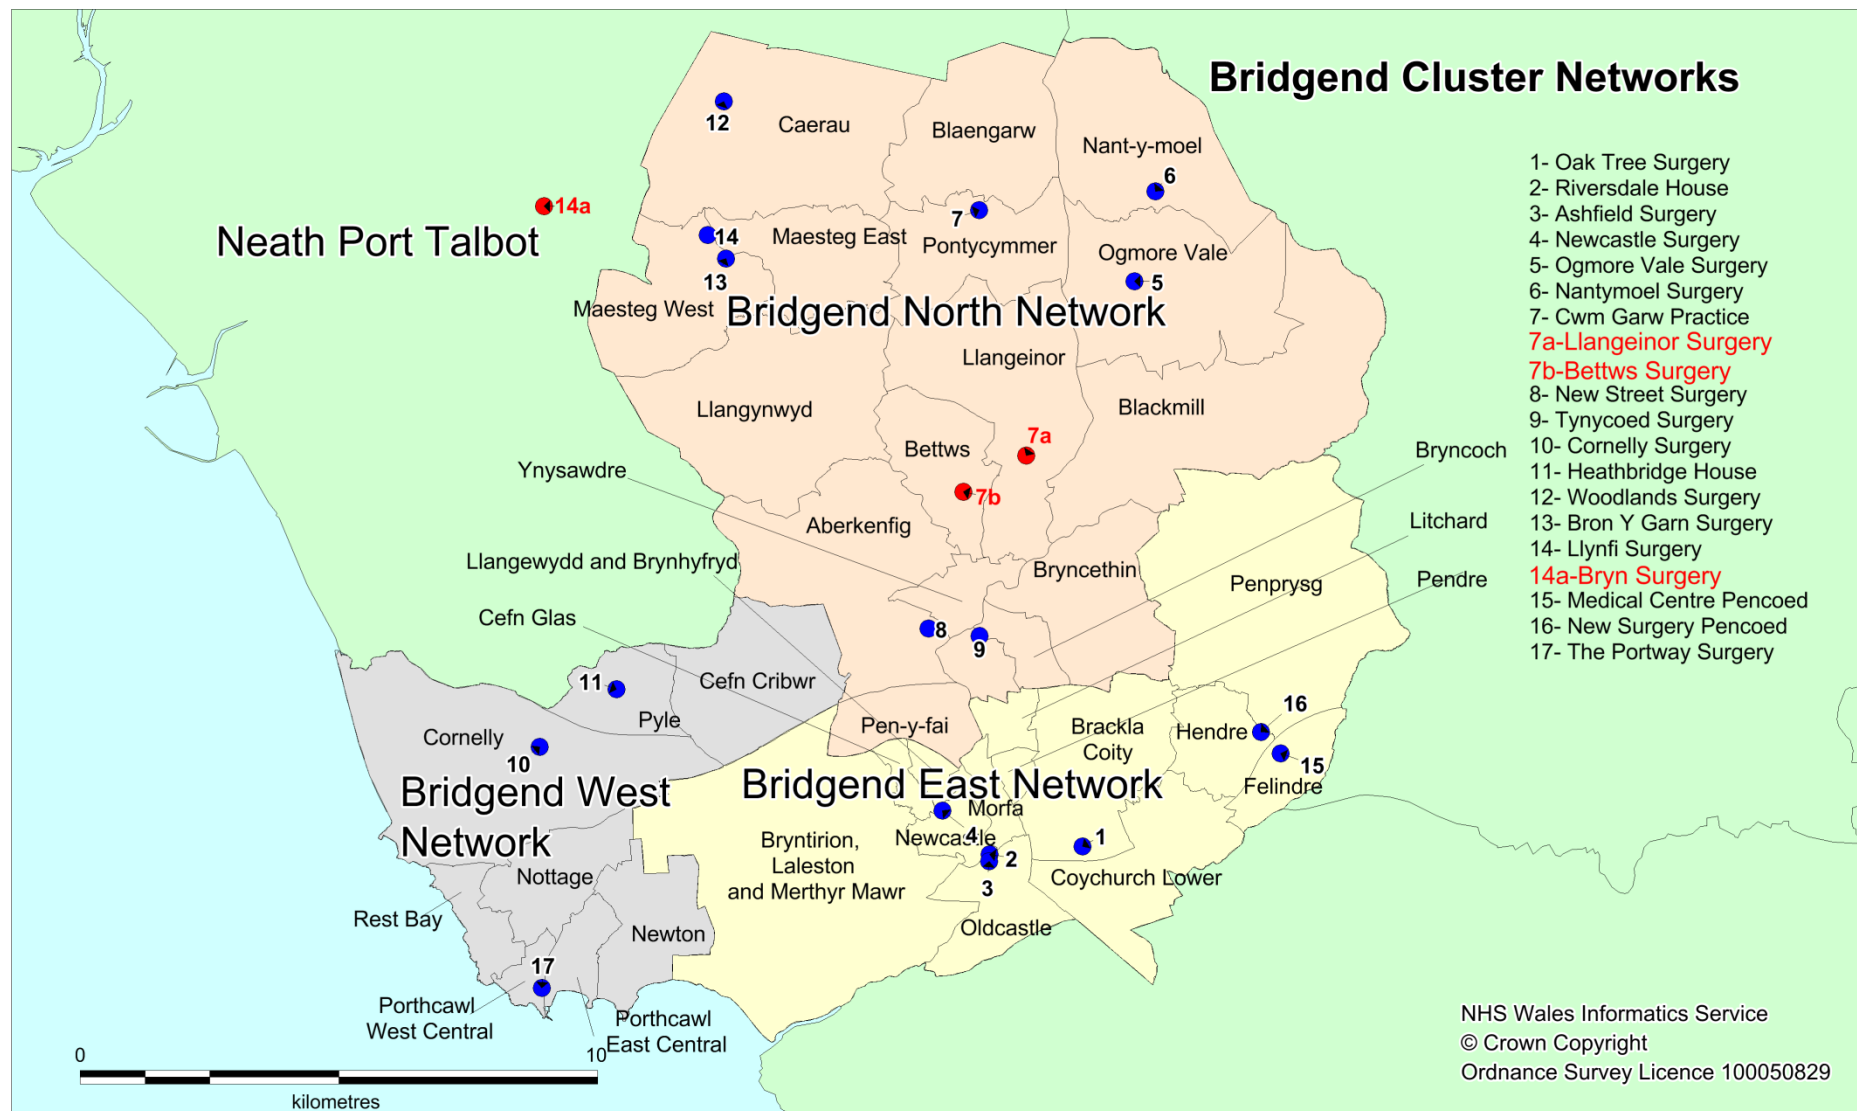 Bridgend Cluster Networks
12
Caerau
Blaengarw
Nant-y-moel
6
14a
Neath Port Talbot
7
14
Maesteg East
Pontycymmer
Ogmore Vale
13
5
Maesteg West
Bridgend North Network
Llangeinor
Llangynwyd
Blackmill
Bettws
7a
7b
Ynysawdre
Aberkenfig
Bryncoch
Litchard
Llangewydd and Brynhyfryd
Bryncethin
Penprysg
Pendre
Cefn Glas
8
9
11
Cefn Cribwr
Pyle
Cornelly
10
Pen-y-fai
Brackla
Coity
Hendre
16
15
Felindre
Bridgend West
Network
Bridgend East Network
Morfa
4
Newcastle
1
2
3
Bryntirion,
Laleston
and Merthyr Mawr
Coychurch Lower
Oldcastle
Nottage
Rest Bay
Newton
17
Porthcawl
West Central
Porthcawl
East Central
0
10
kilometres
1- Oak Tree Surgery
2- Riversdale House
3- Ashfield Surgery
4- Newcastle Surgery
5- Ogmore Vale Surgery
6- Nantymoel Surgery
7- Cwm Garw Practice
7a-Llangeinor Surgery
7b-Bettws Surgery
8- New Street Surgery
9- Tynycoed Surgery
10- Cornelly Surgery
11- Heathbridge House
12- Woodlands Surgery
13- Bron Y Garn Surgery
14- Llynfi Surgery
14a-Bryn Surgery
15- Medical Centre Pencoed
16- New Surgery Pencoed
17- The Portway Surgery
NHS Wales Informatics Service
© Crown Copyright
Ordnance Survey Licence 100050829